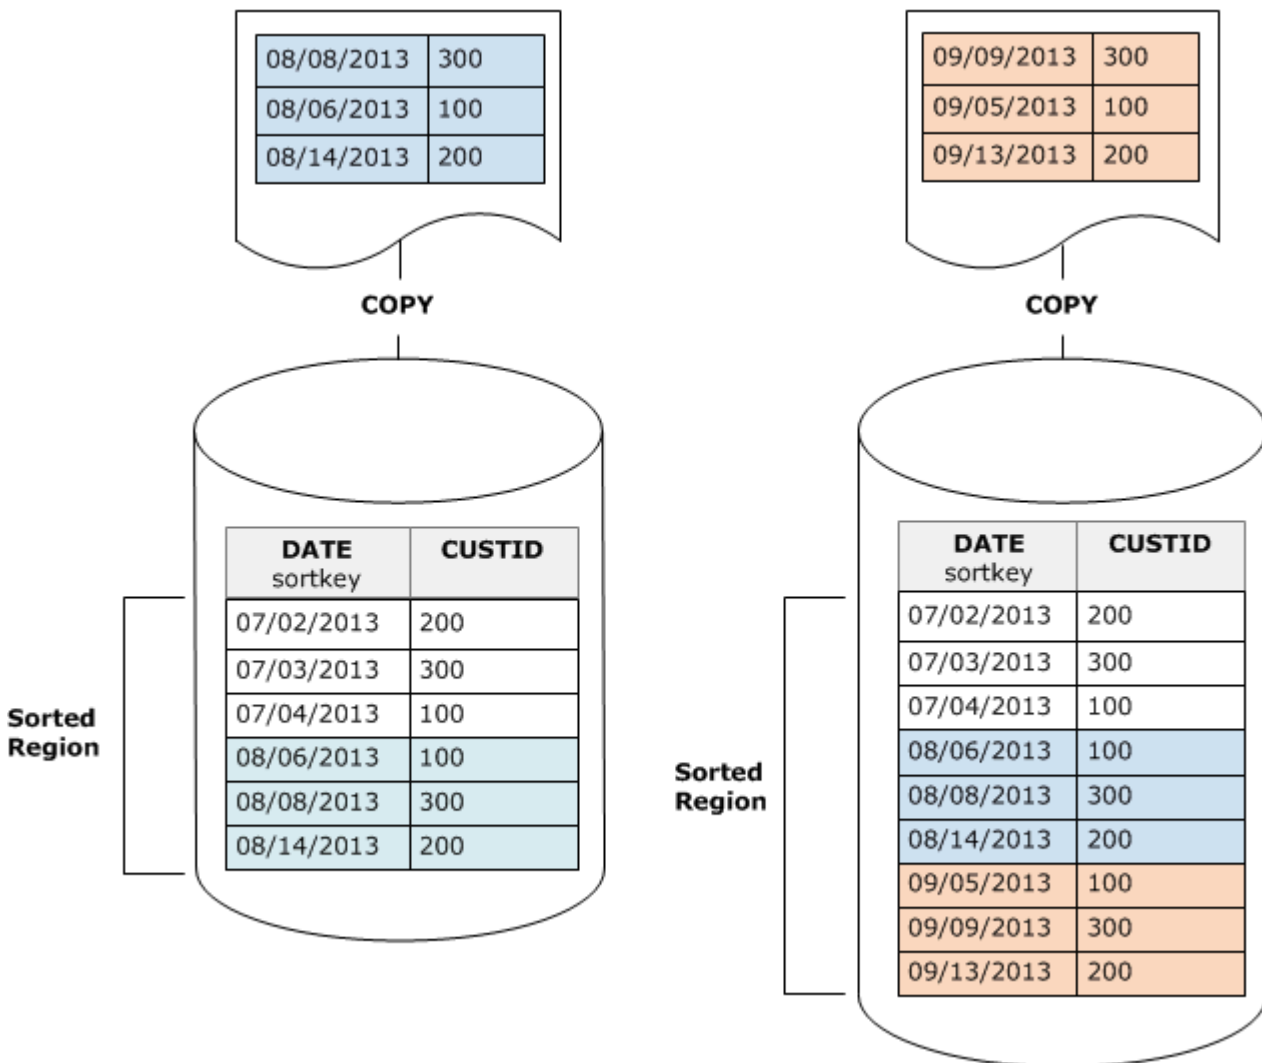 08/08/2013 300
08/06/2013 100
08/14/2013 200
COPY
DATE CUSTID
sortkey
07/02/2013 200
07/03/2013 300
07/04/2013 100
08/06/2013 100
08/08/2013 300
08/14/2013 200
Sorted
Region
09/09/2013 300
09/05/2013 100
09/13/2013 200
COPY
DATE CUSTID
sortkey
07/02/2013 200
07/03/2013 300
07/04/2013 100
08/06/2013 100
08/08/2013 300
08/14/2013 200
09/05/2013 100
09/09/2013 300
09/13/2013 200
Sorted
Region